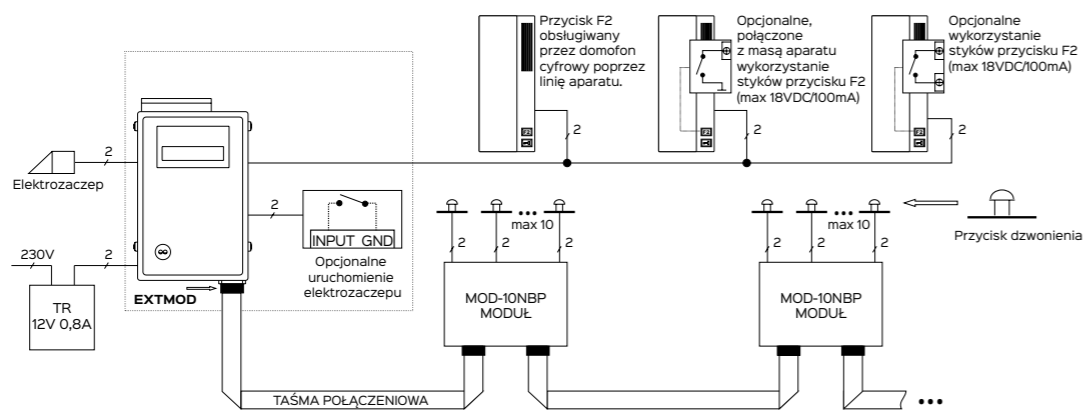 Przycisk F2
obsługiwany
przez domofon
cyfrowy poprzez
linię aparatu.
Opcjonalne,
połączone
z masą aparatu
wykorzystanie
styków przycisku F2
(max 18VDC/100mA)
Opcjonalne
wykorzystanie
styków przycisku F2
(max 18VDC/100mA)
2
2
2
2
Elektrozaczep
2
INPUT GND
Opcjonalne
uruchomienie
elektrozaczepu
230V
2
TR
12V 0,8A
EXTMOD
max 10
2
2
2
MOD-10NBP
MODUŁ
max 10
2
2
2
MOD-10NBP
MODUŁ
Przycisk dzwonienia
TAŚMA POŁĄCZENIOWA